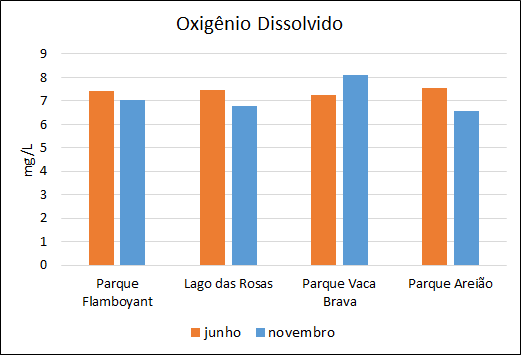 Oxigênio Dissolvido
mg/L
9
8
7
6
5
4
3
2
1
0
Parque Flamboyant
Lago das Rosas
Parque Vaca Brava
Parque Areião
junho
novembro